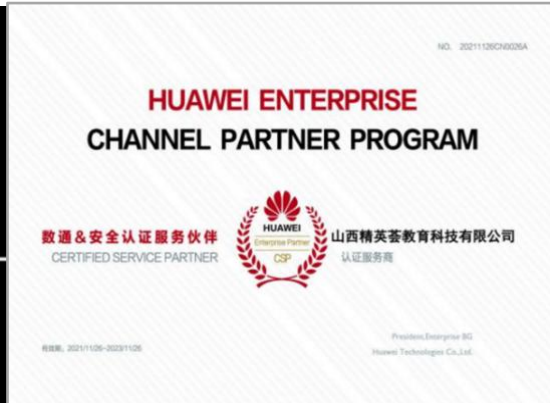 NO. 20211126CN0026A
HUAWEI ENTERPRISE
CHANNEL PARTNER PROGRAM
数通&安全认证服务伙伴
CERTIFIED SERVICE PARTNER
HUAWEI
Enterprise Partner
CSP
山西精英荟教育科技有限公司
认证服务商
有效期：2021/11/26-2023/11/26
President,Enterprise BG
Huawei Technologies Co.,Ltd.